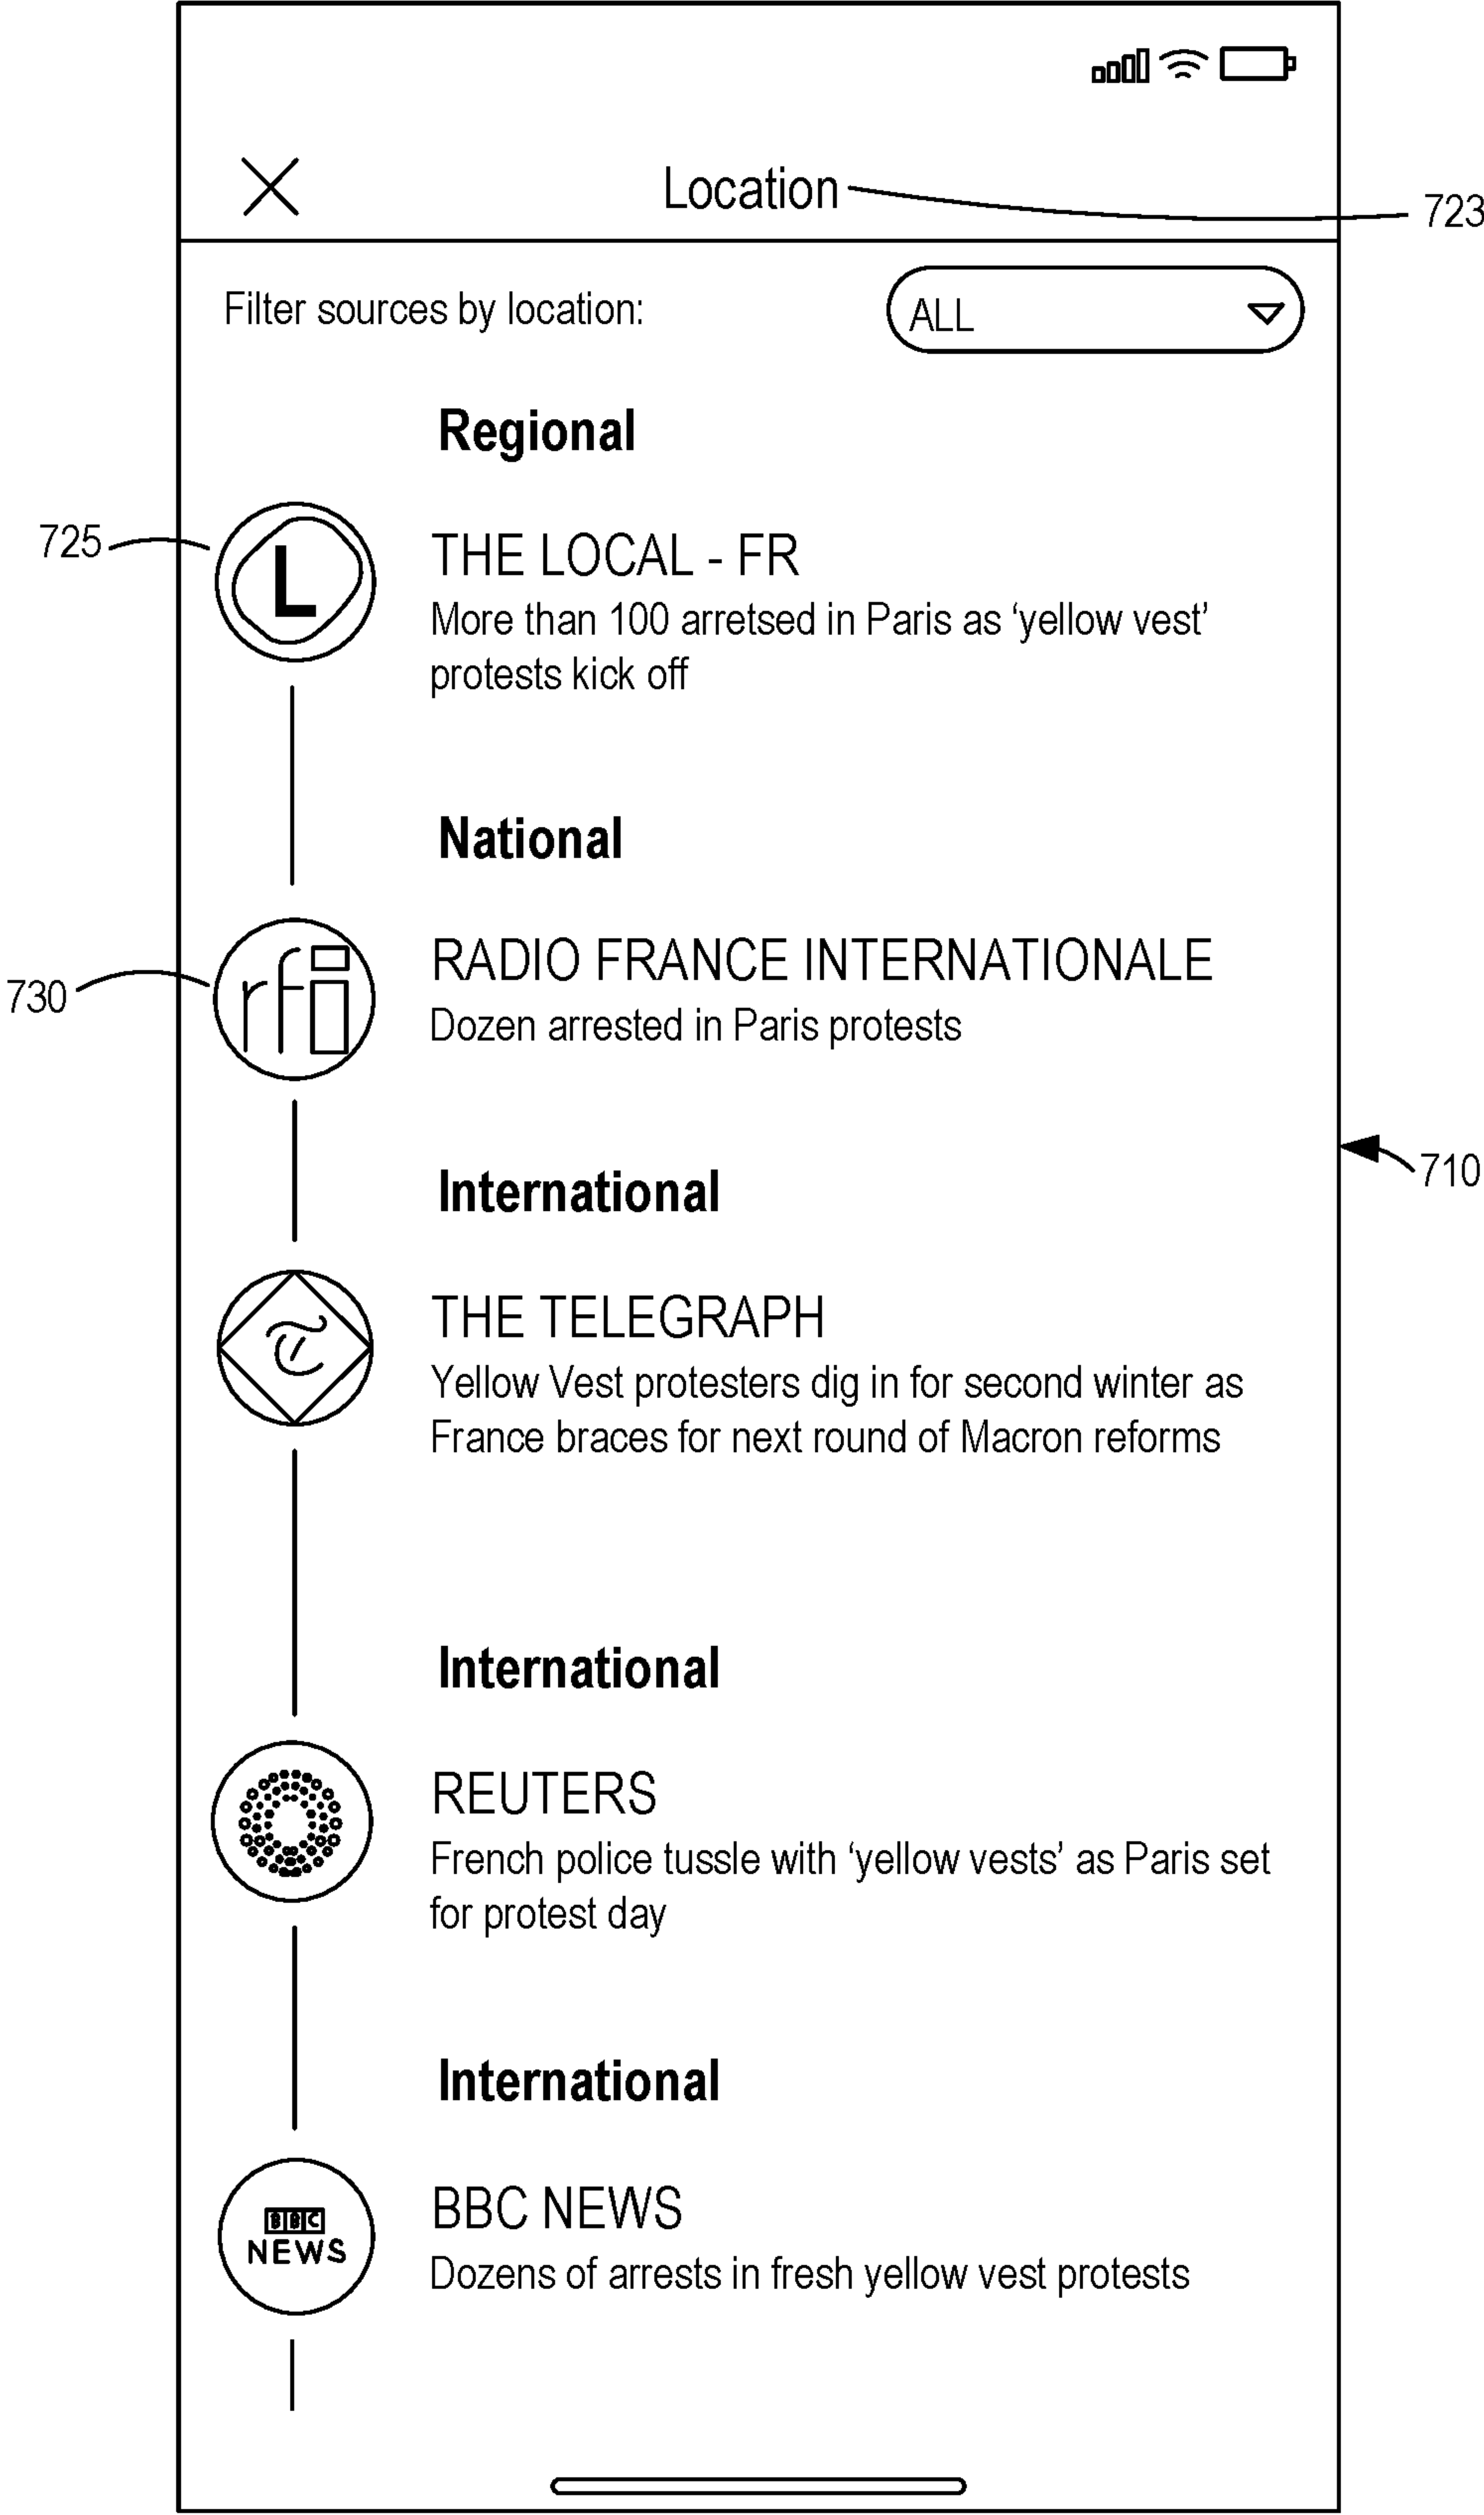 Location
723
Filter sources by location:
ALL
Regional
725
L
THE LOCAL - FR
More than 100 arretsed in Paris as ‘yellow vest’
protests kick off
National
730
rfi
RADIO FRANCE INTERNATIONALE
Dozen arrested in Paris protests
710
International
T
THE TELEGRAPH
Yellow Vest protesters dig in for second winter as
France braces for next round of Macron reforms
International
REUTERS
French police tussle with ‘yellow vests’ as Paris set
for protest day
International
BBC
NEWS
BBC NEWS
Dozens of arrests in fresh yellow vest protests